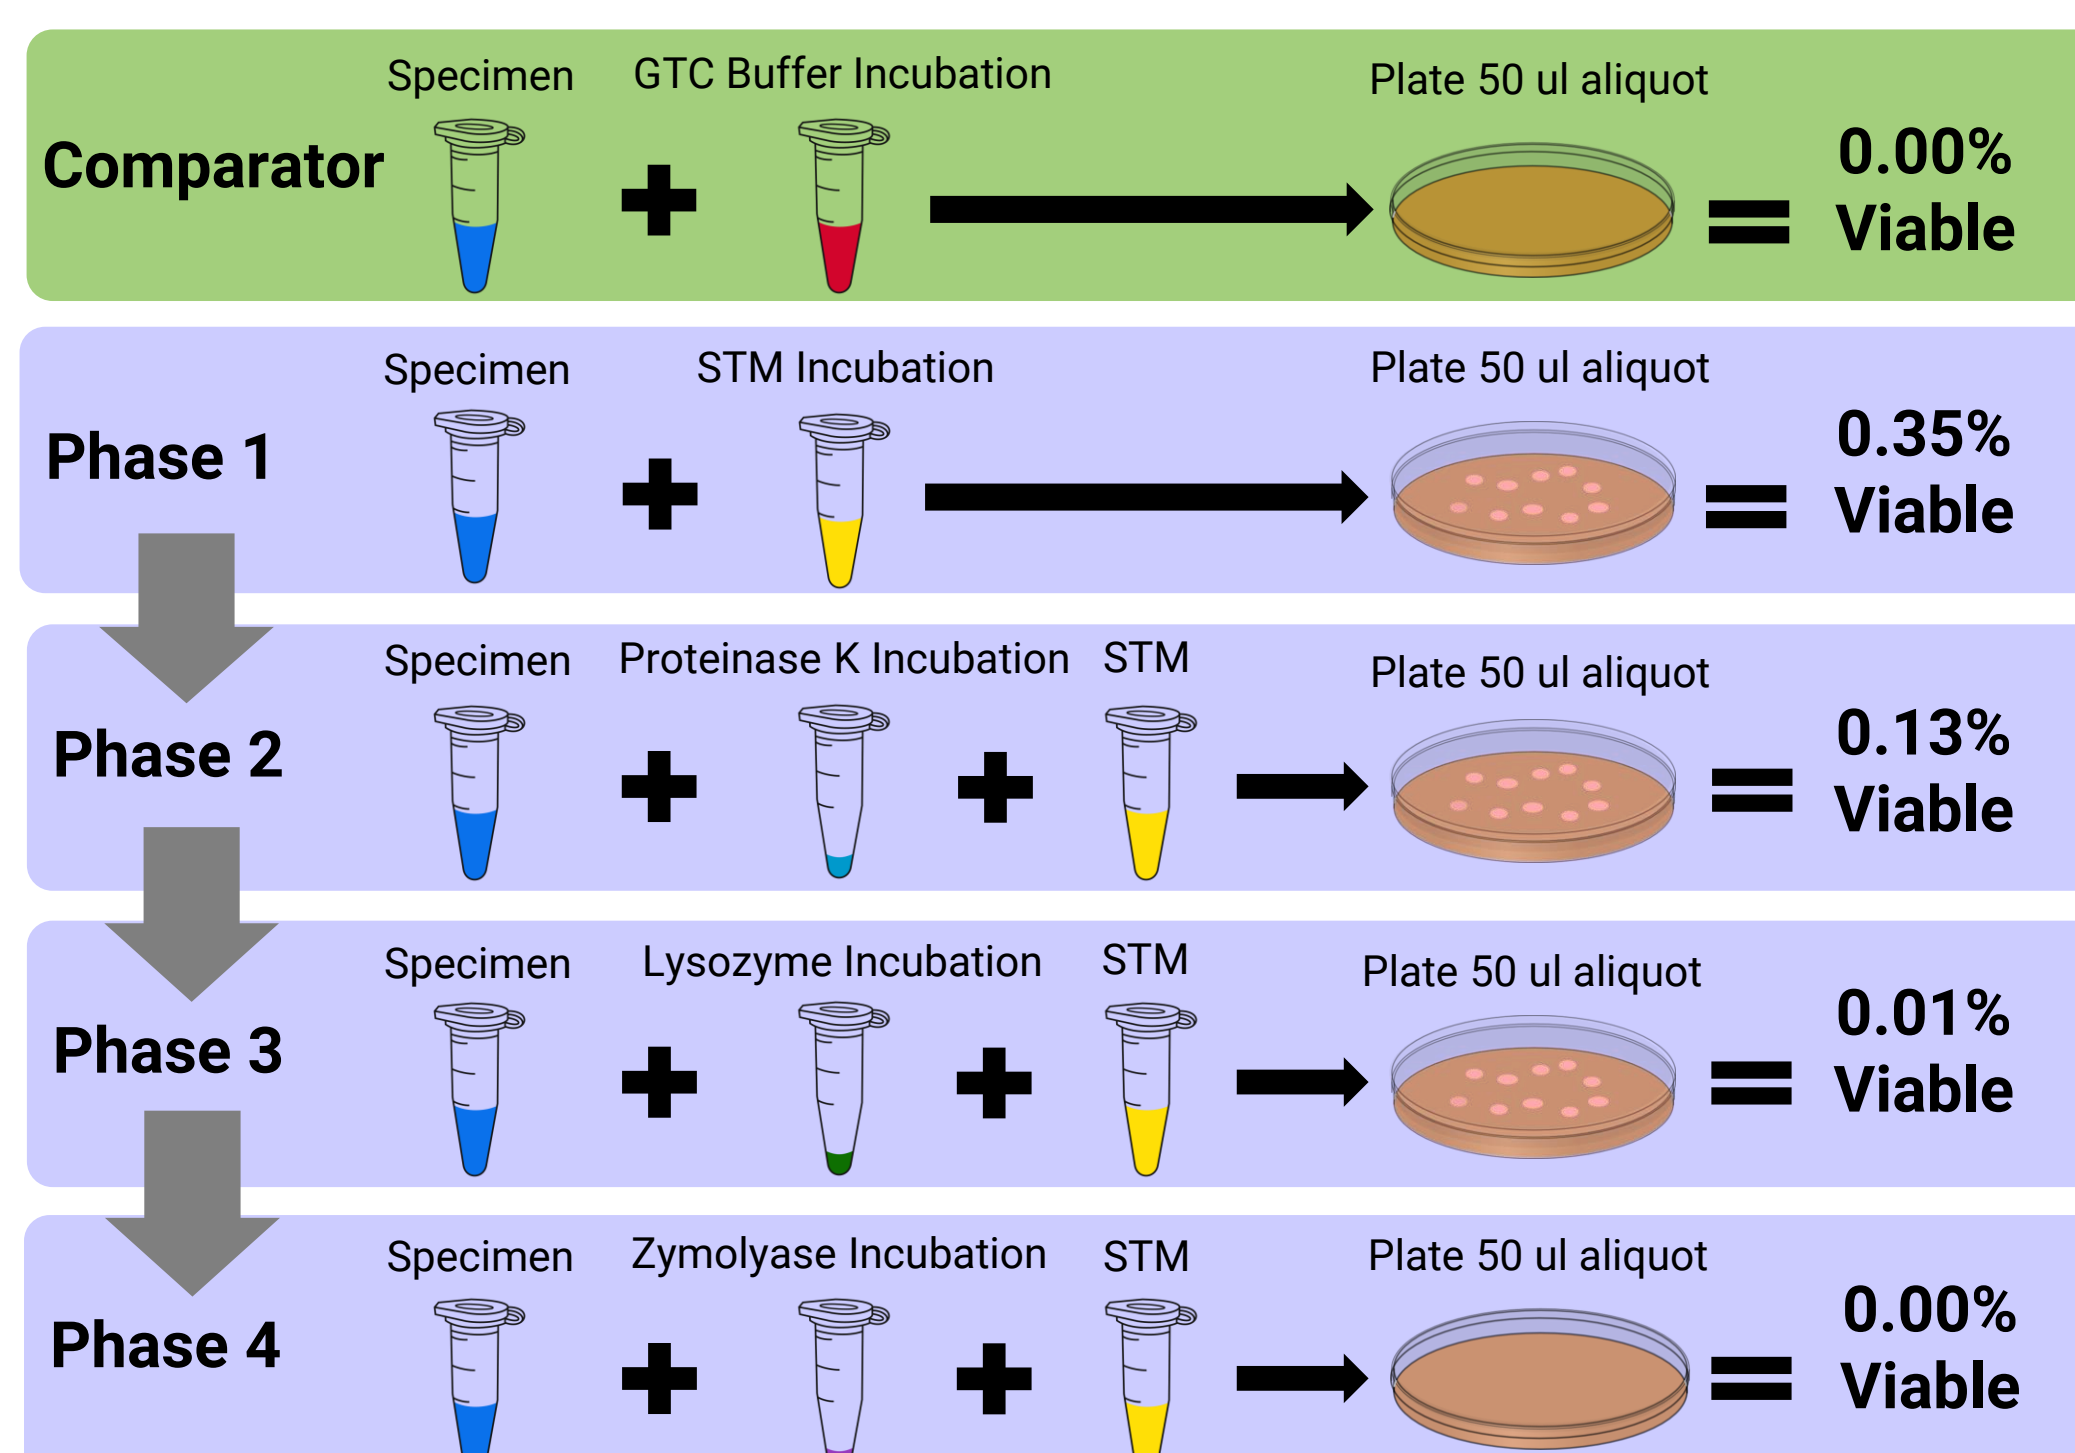 Specimen GTC Buffer Incubation Plate 50 ul aliquot
Comparator
0.00%
Viable
Specimen STM Incubation Plate 50 ul aliquot
Phase 1
0.35%
Viable
Specimen Proteinase K Incubation STM Plate 50 ul aliquot
Phase 2
0.13%
Viable
Specimen Lysozyme Incubation STM Plate 50 ul aliquot
Phase 3
0.01%
Viable
Specimen Zymolyase Incubation STM Plate 50 ul aliquot
Phase 4
0.00%
Viable